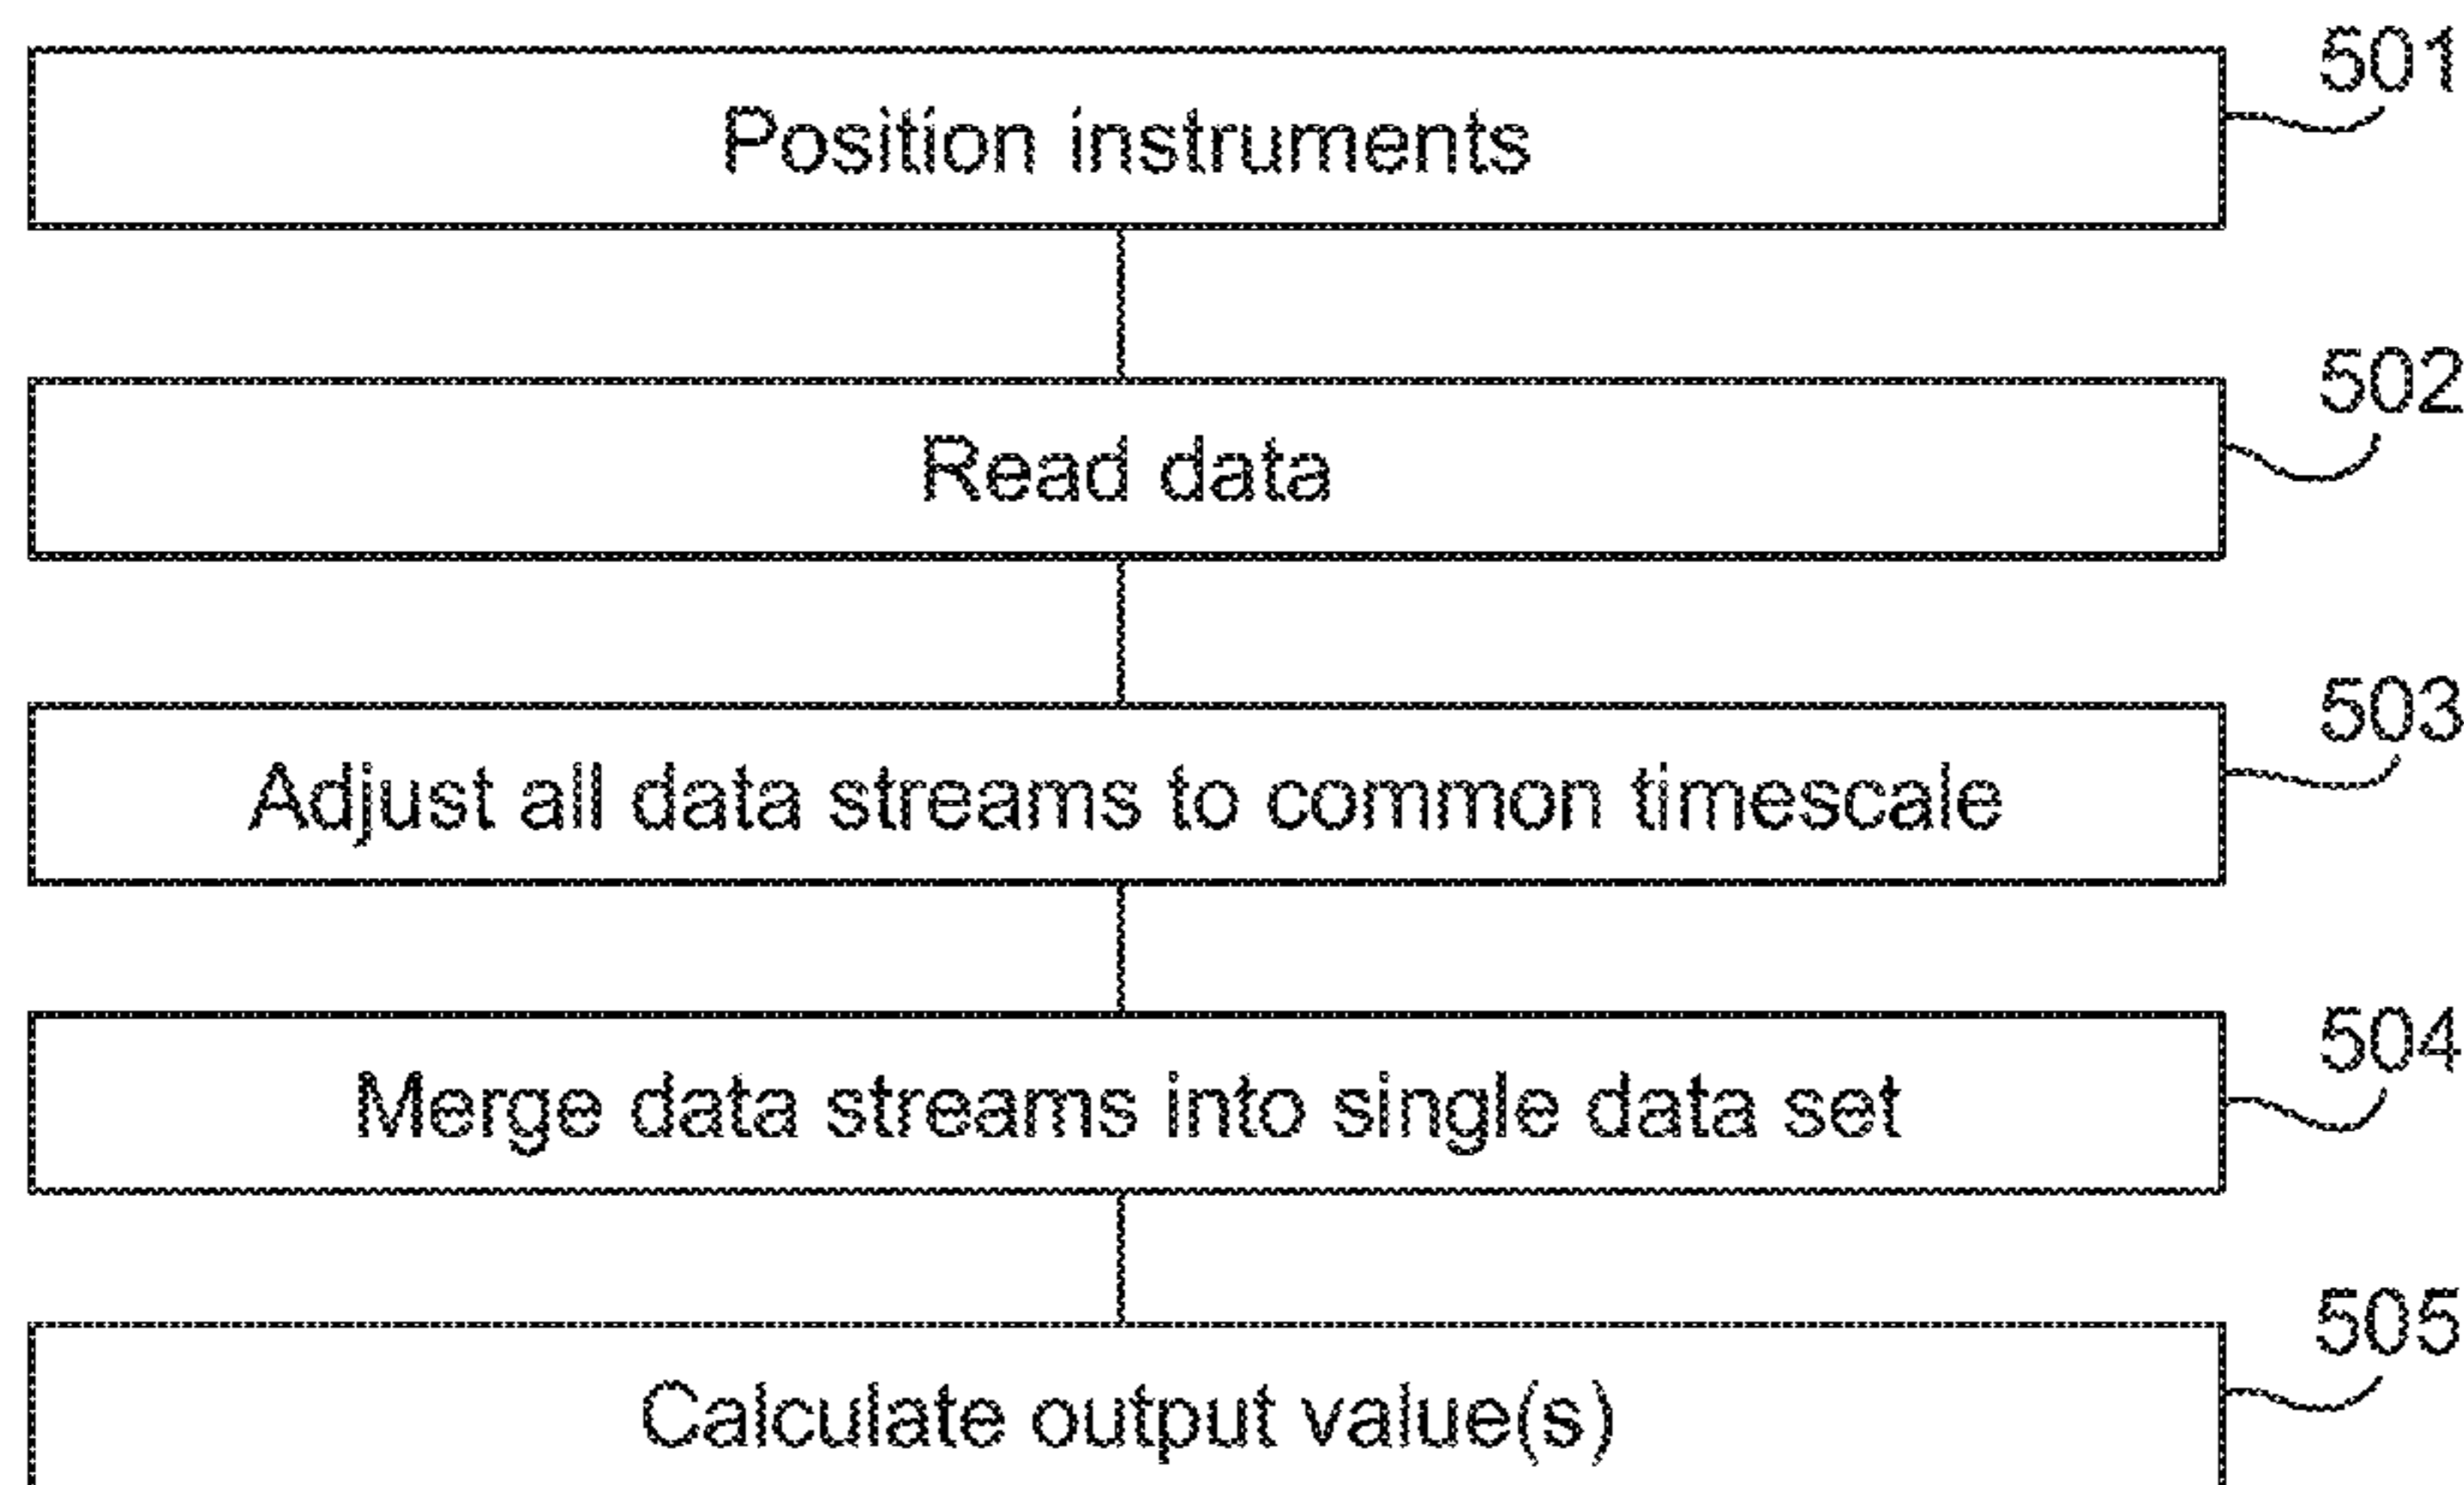 501
Position instruments
502
Read data
503
Adjust all data streams to common timescale
504
Merge data streams into single data set
505
Calculate output value(s)